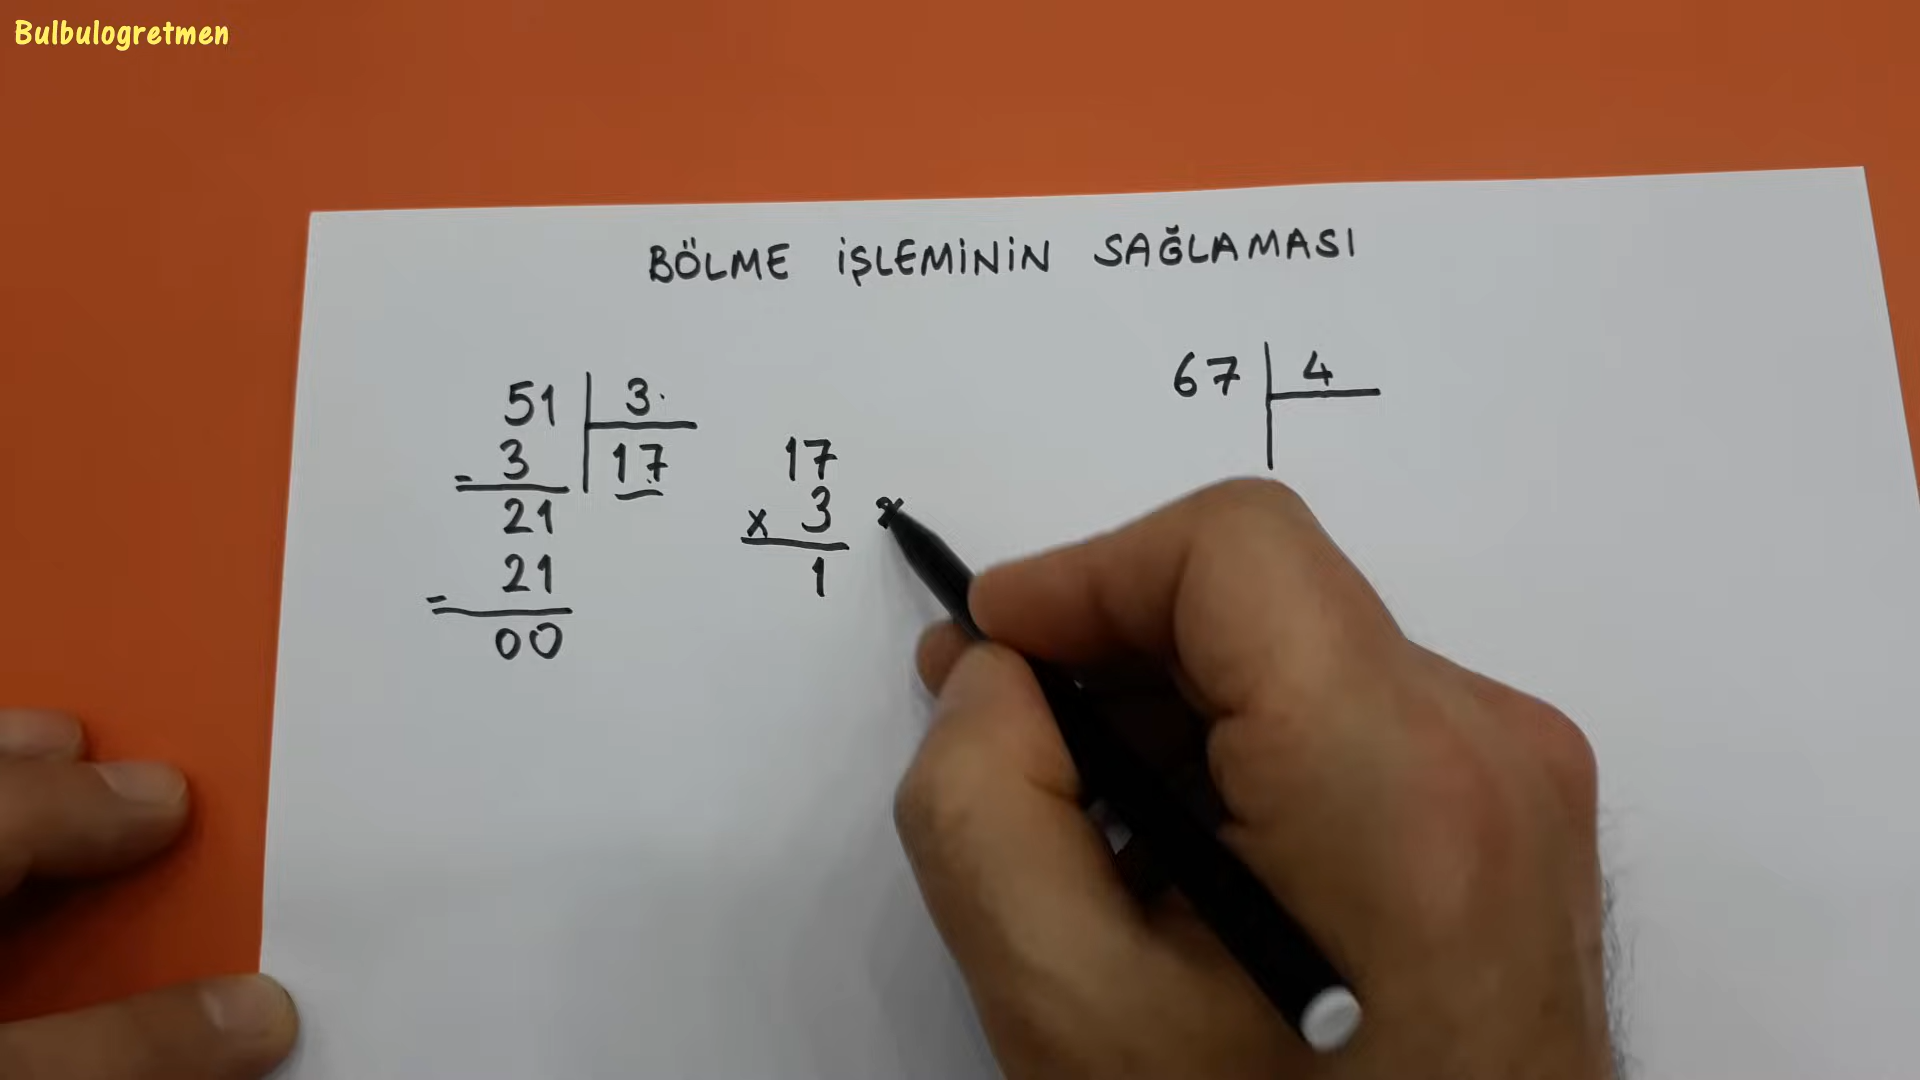 Bulbulogretmen
BÖLME İŞLEMİNİN SAĞLAMASI
51 3.
- 3 17
21
- 21
00
17
x 3
1
67 4